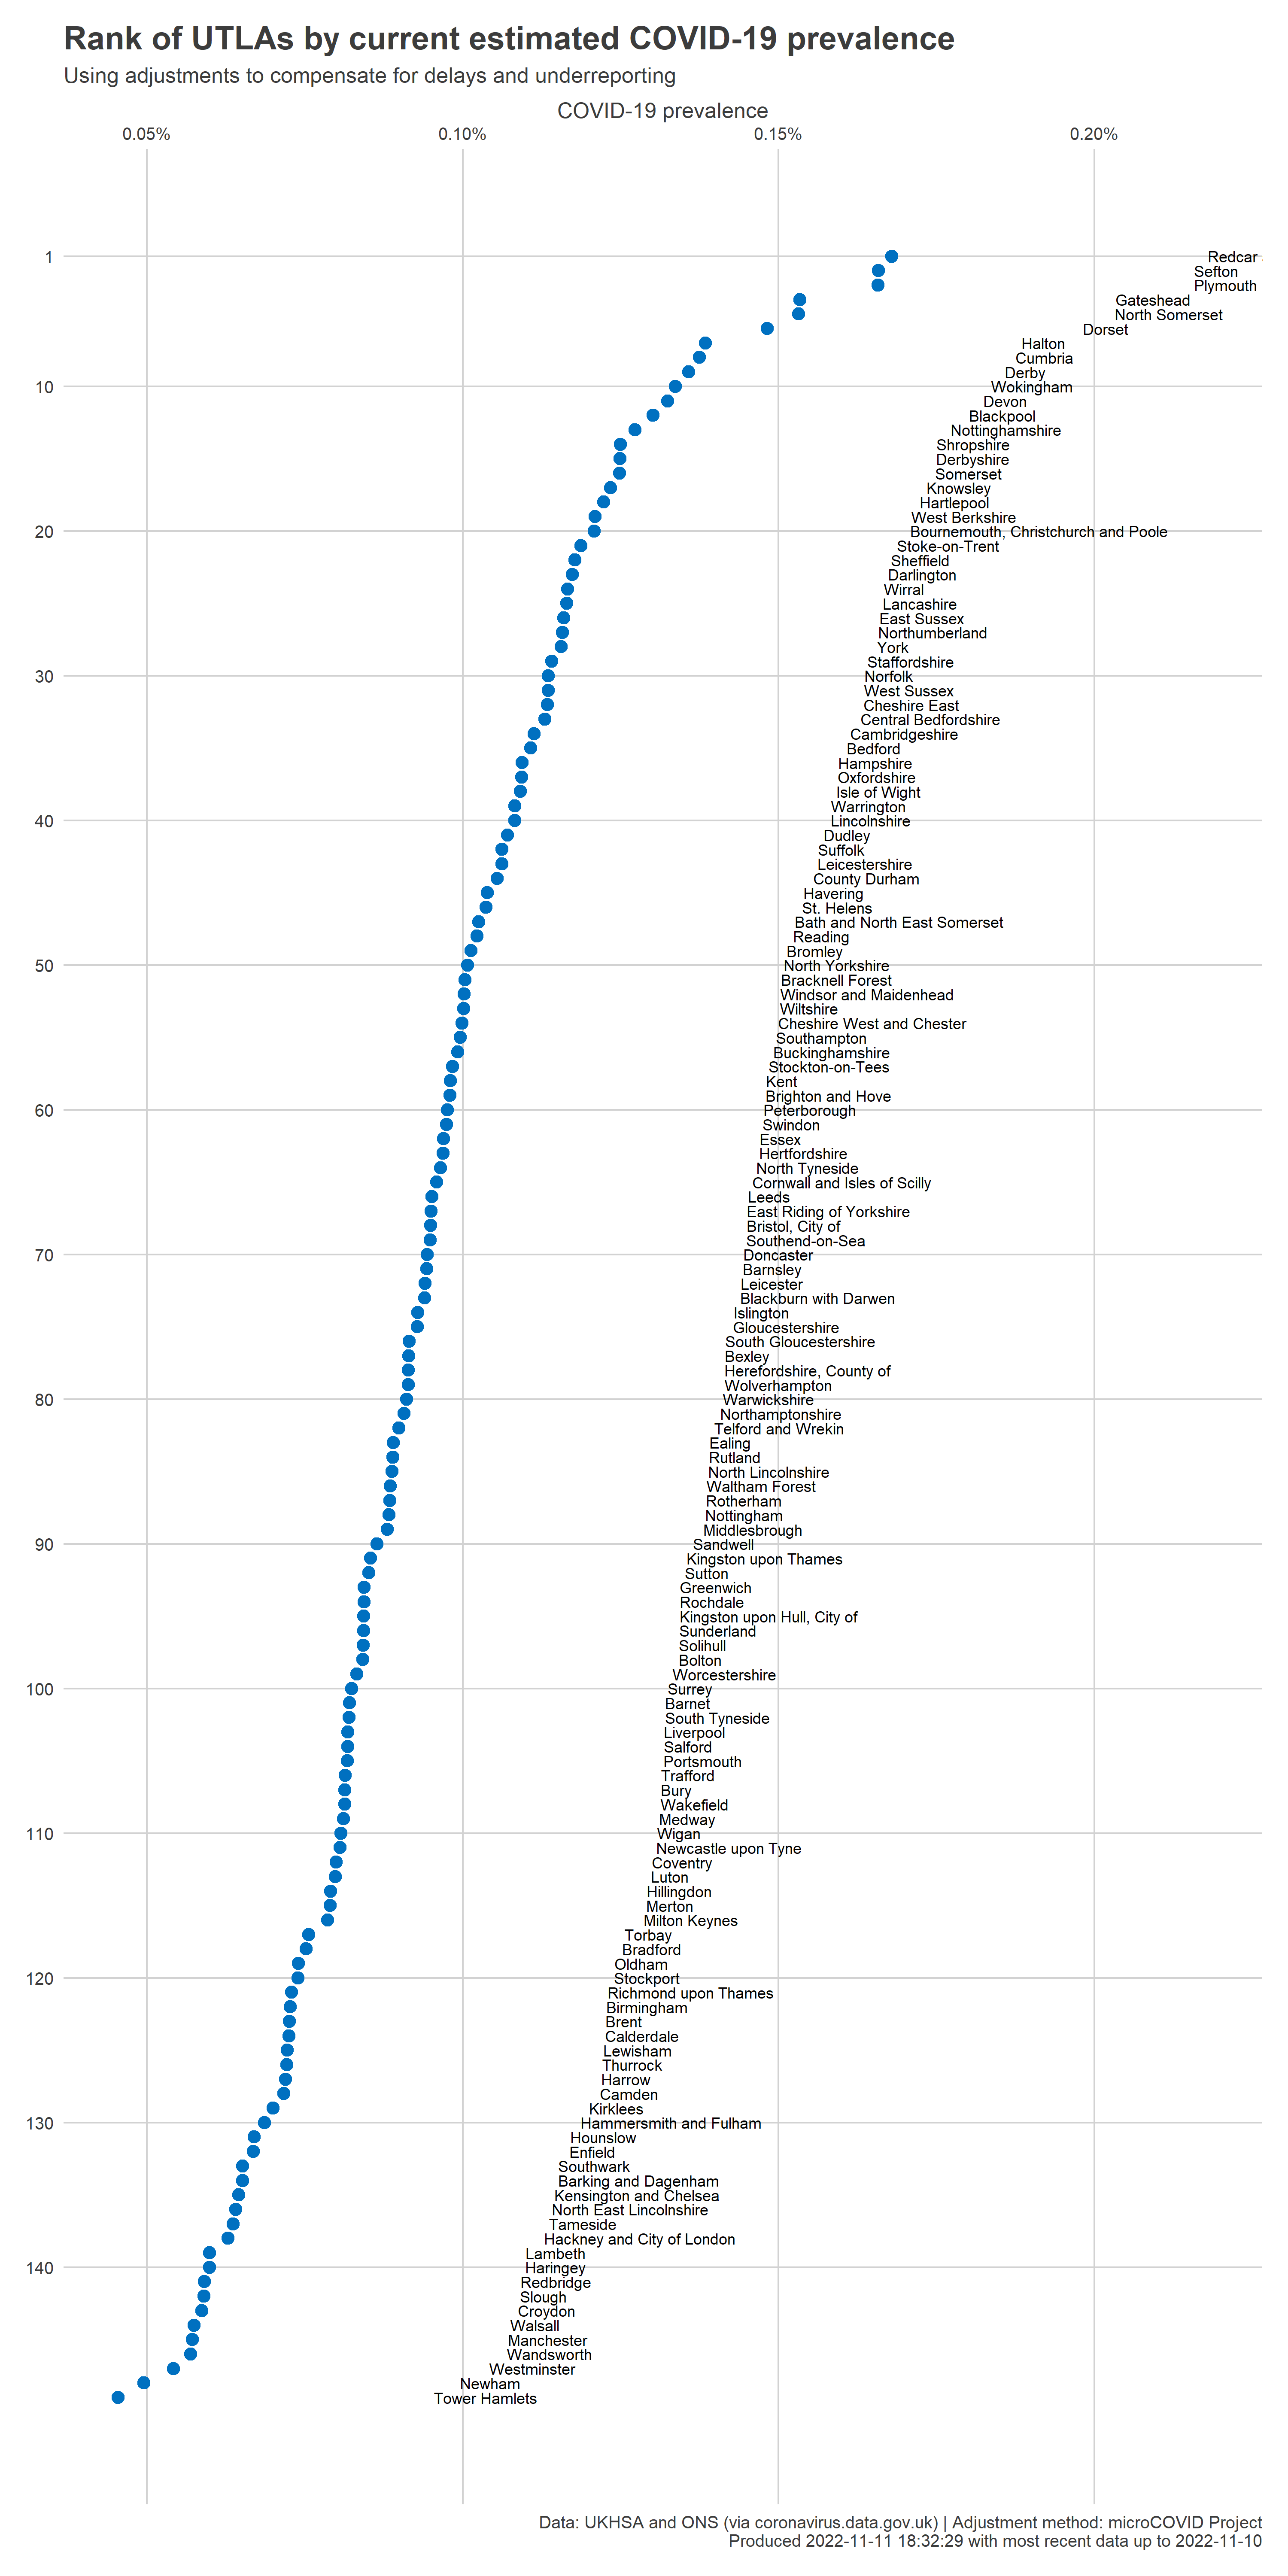 Rank of UTLAs by current estimated COVID-19 prevalence
Using adjustments to compensate for delays and underreporting
COVID-19 prevalence
0.05% 0.10% 0.15% 0.20%
1 Redcar
Sefton
Plymouth
Gateshead
North Somerset
Dorset
Halton
Cumbria
Derby
10 Wokingham
Devon
Blackpool
Nottinghamshire
Shropshire
Derbyshire
Somerset
Knowsley
Hartlepool
West Berkshire
20 Bournemouth, Christchurch and Poole
Stoke-on-Trent
Sheffield
Darlington
Wirral
Lancashire
East Sussex
Northumberland
York
Staffordshire
30 Norfolk
West Sussex
Cheshire East
Central Bedfordshire
Cambridgeshire
Bedford
Hampshire
Oxfordshire
Isle of Wight
Warrington
40 Lincolnshire
Dudley
Suffolk
Leicestershire
County Durham
Havering
St. Helens
Bath and North East Somerset
Reading
Bromley
50 North Yorkshire
Bracknell Forest
Windsor and Maidenhead
Wiltshire
Cheshire West and Chester
Southampton
Buckinghamshire
Stockton-on-Tees
Kent
Brighton and Hove
60 Peterborough
Swindon
Essex
Hertfordshire
North Tyneside
Cornwall and Isles of Scilly
Leeds
East Riding of Yorkshire
Bristol, City of
Southend-on-Sea
70 Doncaster
Barnsley
Leicester
Blackburn with Darwen
Islington
Gloucestershire
South Gloucestershire
Bexley
Herefordshire, County of
Wolverhampton
80 Warwickshire
Northamptonshire
Telford and Wrekin
Ealing
Rutland
North Lincolnshire
Waltham Forest
Rotherham
Nottingham
Middlesbrough
90 Sandwell
Kingston upon Thames
Sutton
Greenwich
Rochdale
Kingston upon Hull, City of
Sunderland
Solihull
Bolton
Worcestershire
100 Surrey
Barnet
South Tyneside
Liverpool
Salford
Portsmouth
Trafford
Bury
Wakefield
Medway
110 Wigan
Newcastle upon Tyne
Coventry
Luton
Hillingdon
Merton
Milton Keynes
Torbay
Bradford
Oldham
120 Stockport
Richmond upon Thames
Birmingham
Brent
Calderdale
Lewisham
Thurrock
Harrow
Camden
Kirklees
130 Hammersmith and Fulham
Hounslow
Enfield
Southwark
Barking and Dagenham
Kensington and Chelsea
North East Lincolnshire
Tameside
Hackney and City of London
Lambeth
140 Haringey
Redbridge
Slough
Croydon
Walsall
Manchester
Wandsworth
Westminster
Newham
Tower Hamlets
Data: UKHSA and ONS (via coronavirus.data.gov.uk) | Adjustment method: microCOVID Project
Produced 2022-11-11 18:32:29 with most recent data up to 2022-11-10